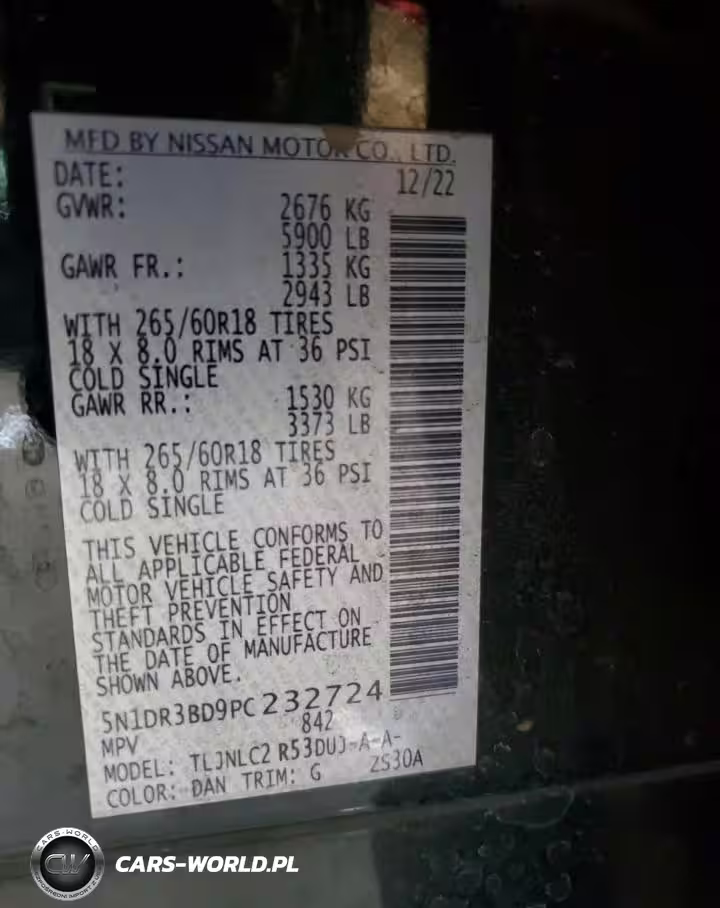 MFD BY NISSAN MOTOR CO., LTD.
DATE: 12/22
GVWR: 2676 KG
5900 LB
GAWR FR.: 1335 KG
2943 LB
WITH 265/60R18 TIRES
18 X 8.0 RIMS AT 36 PSI
COLD SINGLE
GAWR RR.: 1530 KG
3373 LB
WITH 265/60R18 TIRES
18 X 8.0 RIMS AT 36 PSI
COLD SINGLE
THIS VEHICLE CONFORMS TO
ALL APPLICABLE FEDERAL
MOTOR VEHICLE SAFETY AND
THEFT PREVENTION
STANDARDS IN EFFECT ON
THE DATE OF MANUFACTURE
SHOWN ABOVE.
5N1DR3BD9PC232724
MPV 842
MODEL: TLJNLC2 R53DUJ-A-A-
COLOR: DAN TRIM: G ZS30A
CARS-WORLD
CW
CARS-WORLD.PL